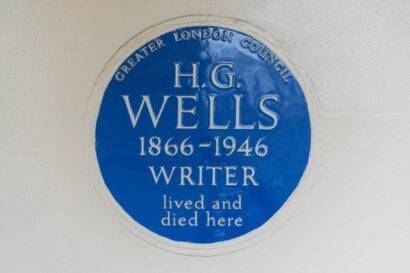 GREATER LONDON COUNCIL
H.G.
WELLS
1866-1946
WRITER
lived and
died here